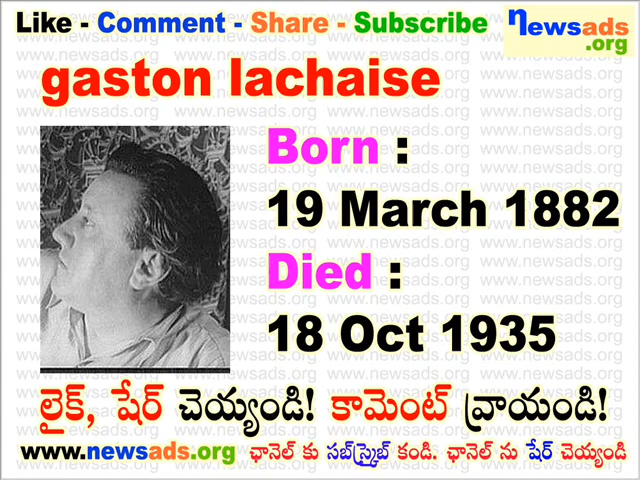 Like - Comment - Share - Subscribe
newsads
.org
gaston lachaise
Born :
19 March 1882
Died :
18 Oct 1935
లైక్, షేర్ చెయ్యండి! కామెంట్ వ్రాయండి!
www.newsads.org ఛానెల్ కు సబ్‌స్క్రైబ్ కండి. ఛానెల్ ను షేర్ చెయ్యండి